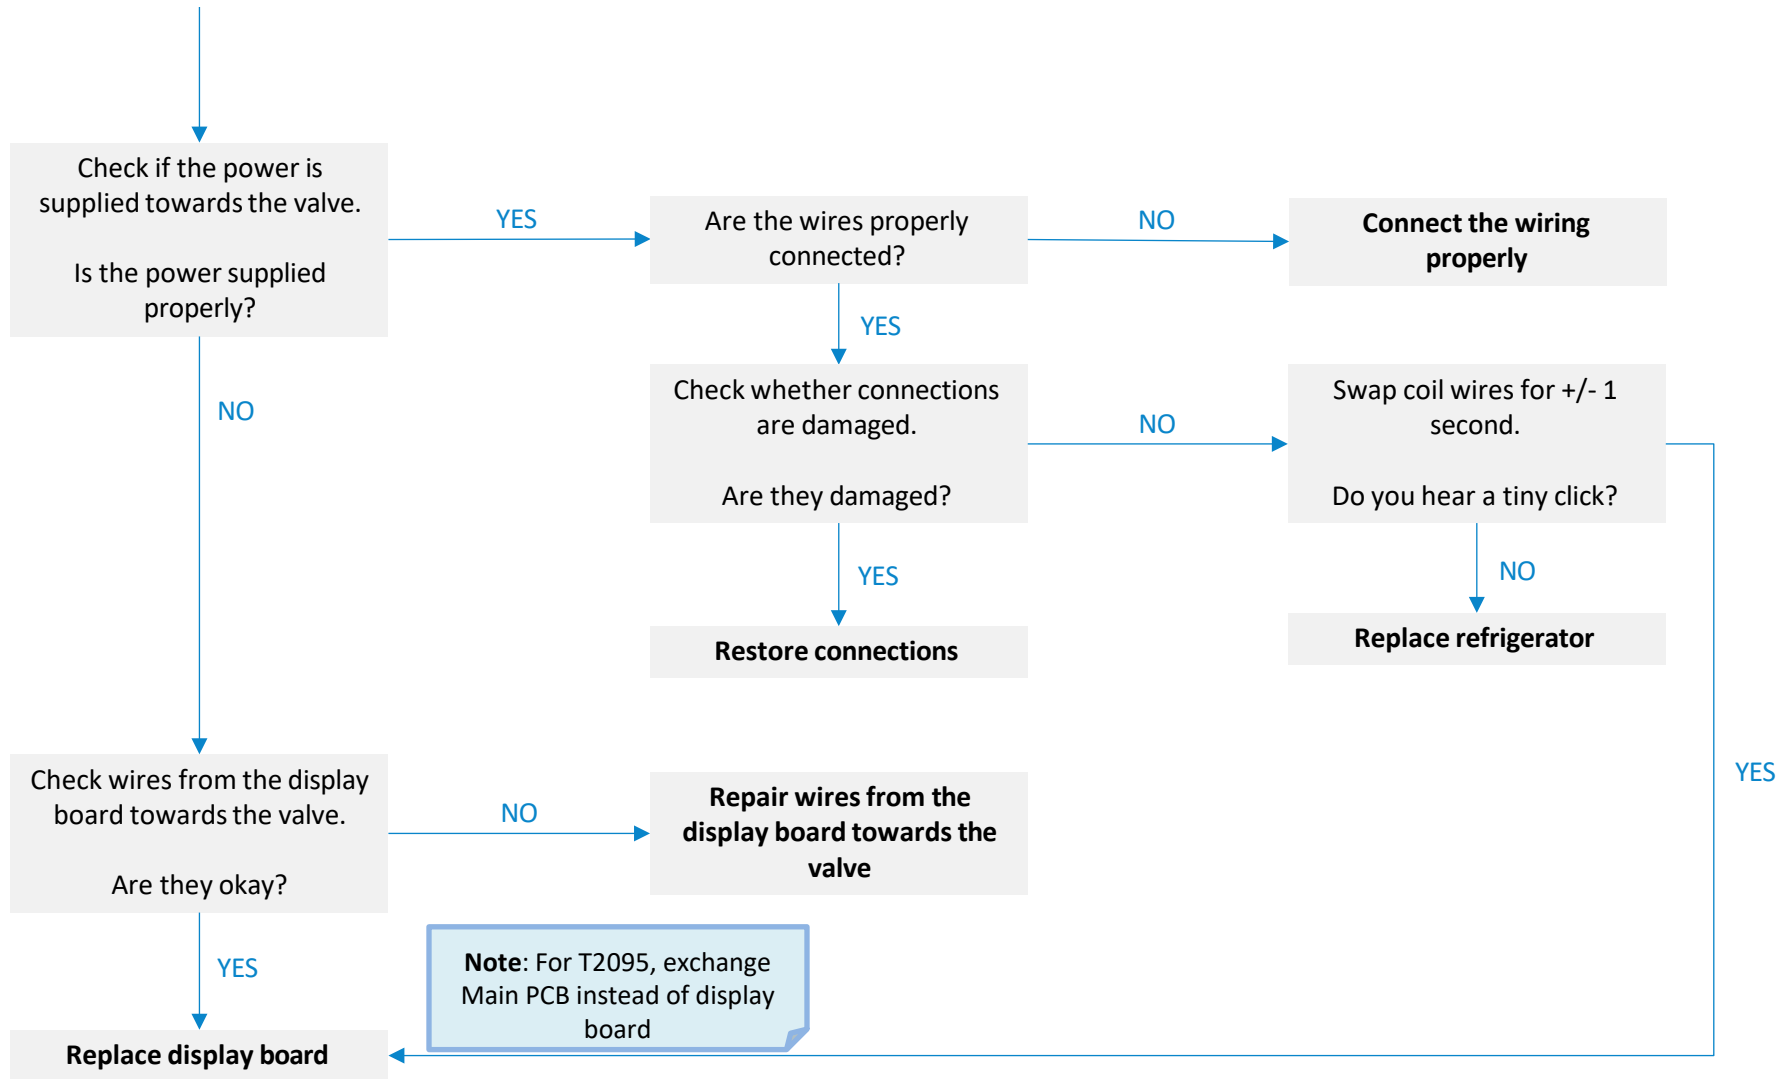 Check if the power is
supplied towards the valve.
Is the power supplied
properly?
YES
Are the wires properly
connected?
NO
Connect the wiring
properly
YES
NO
Check whether connections
are damaged.
Are they damaged?
NO
Swap coil wires for +/- 1
second.
Do you hear a tiny click?
YES
NO
Restore connections
Replace refrigerator
YES
Check wires from the display
board towards the valve.
Are they okay?
NO
Repair wires from the
display board towards the
valve
YES
Note: For T2095, exchange
Main PCB instead of display
board
Replace display board